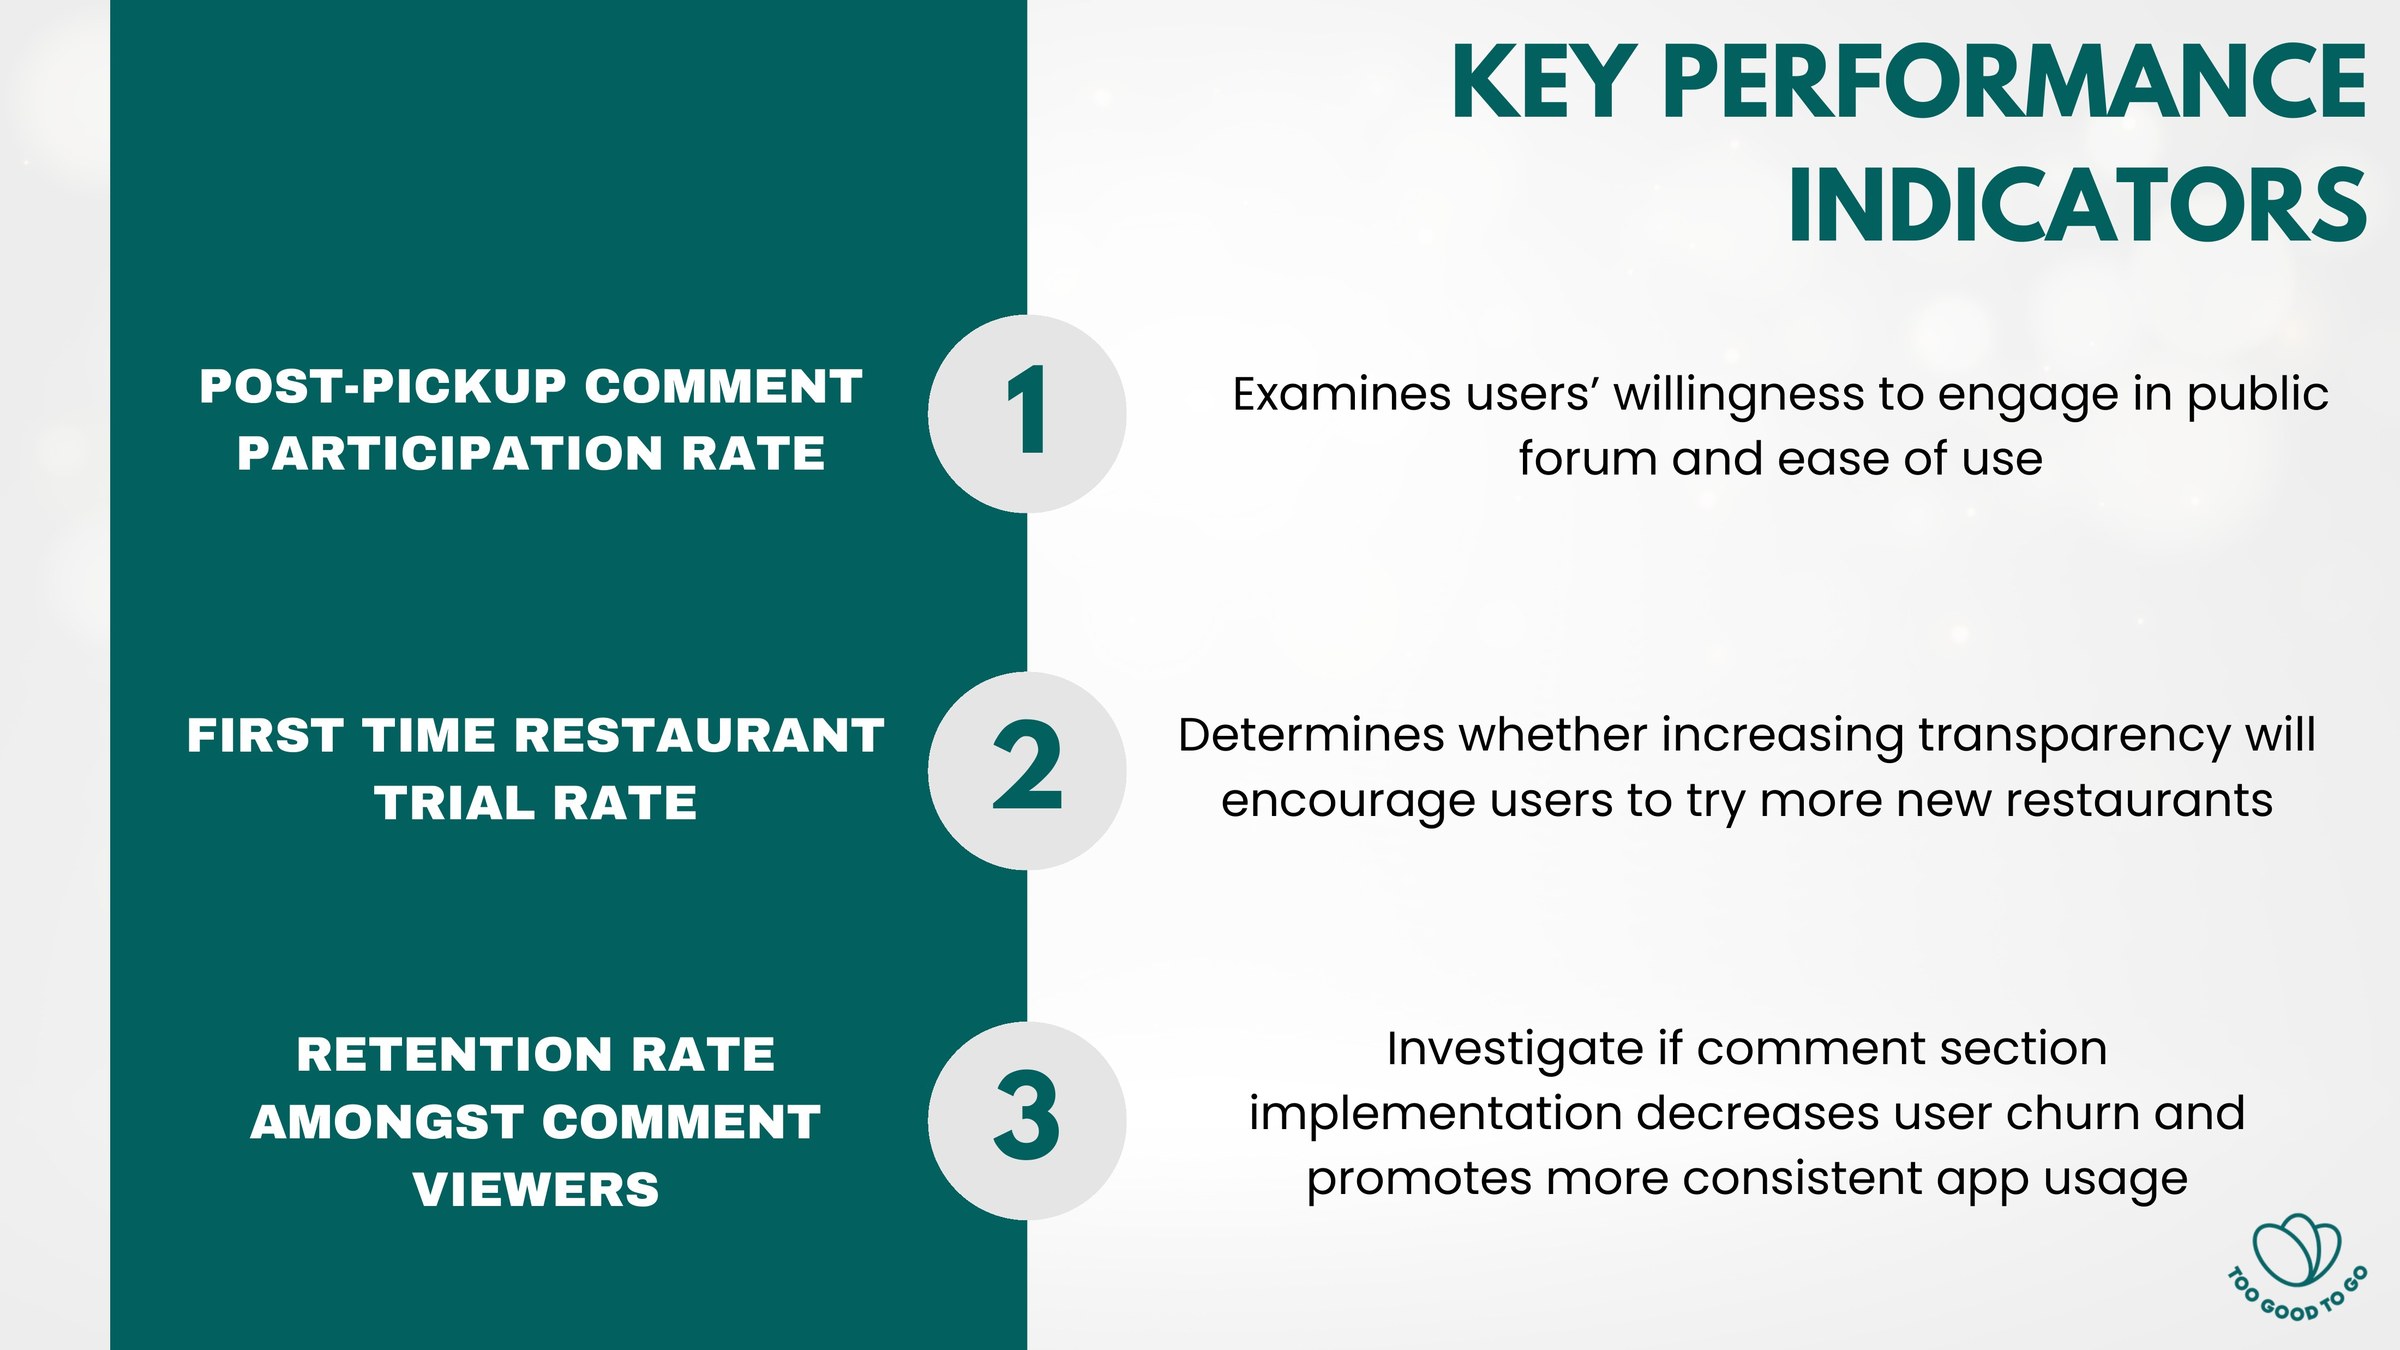 KEY PERFORMANCE
INDICATORS
POST-PICKUP COMMENT
PARTICIPATION RATE
1
Examines users’ willingness to engage in public
forum and ease of use
FIRST TIME RESTAURANT
TRIAL RATE
2
Determines whether increasing transparency will
encourage users to try more new restaurants
RETENTION RATE
AMONGST COMMENT
VIEWERS
3
Investigate if comment section
implementation decreases user churn and
promotes more consistent app usage
TOO GOOD TO GO